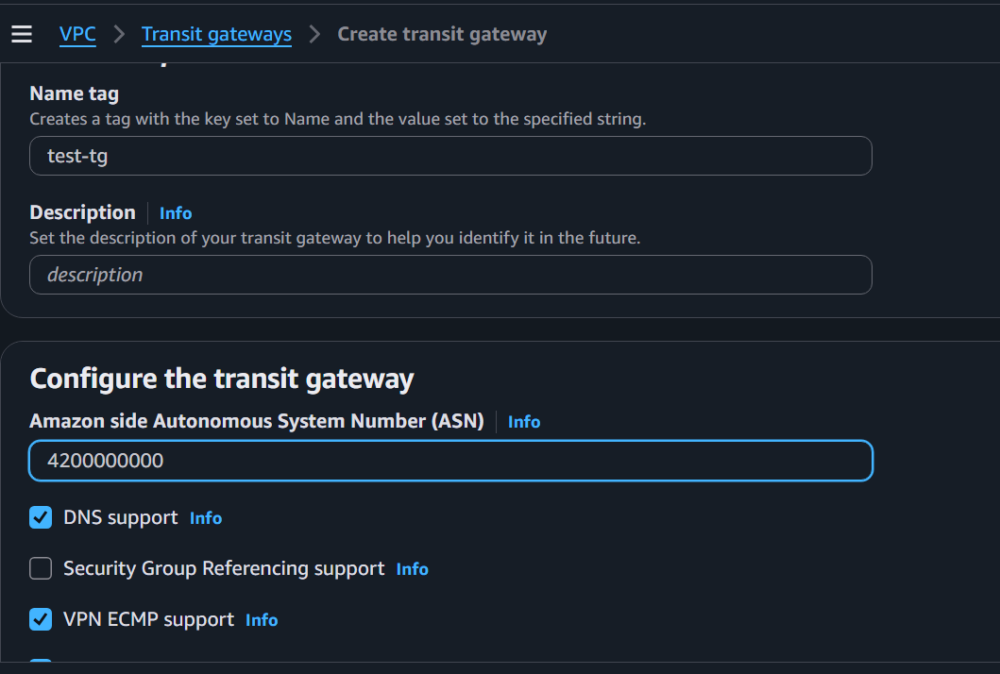 VPC > Transit gateways > Create transit gateway
Name tag
Creates a tag with the key set to Name and the value set to the specified string.
test-tg
Description | Info
Set the description of your transit gateway to help you identify it in the future.
description
Configure the transit gateway
Amazon side Autonomous System Number (ASN) | Info
4200000000
DNS support Info
Security Group Referencing support Info
VPN ECMP support Info